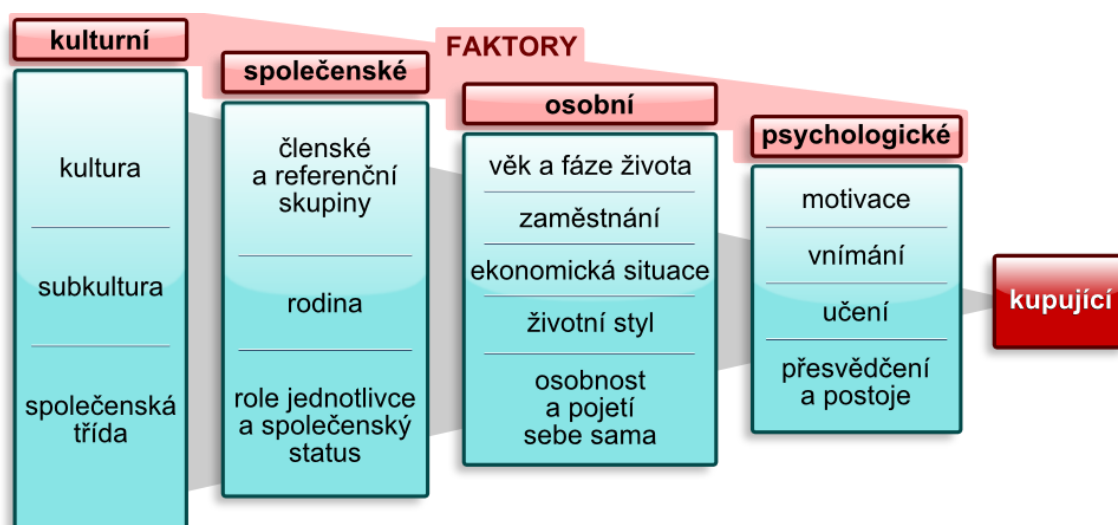 FAKTORY
kulturní
kultura
subkultura
společenská
třída
společenské
členské
a referenční
skupiny
rodina
role jednotlivce
a společenský
status
osobní
věk a fáze života
zaměstnání
ekonomická situace
životní styl
osobnost
a pojetí
sebe sama
psychologické
motivace
vnímání
učení
přesvědčení
a postoje
kupující